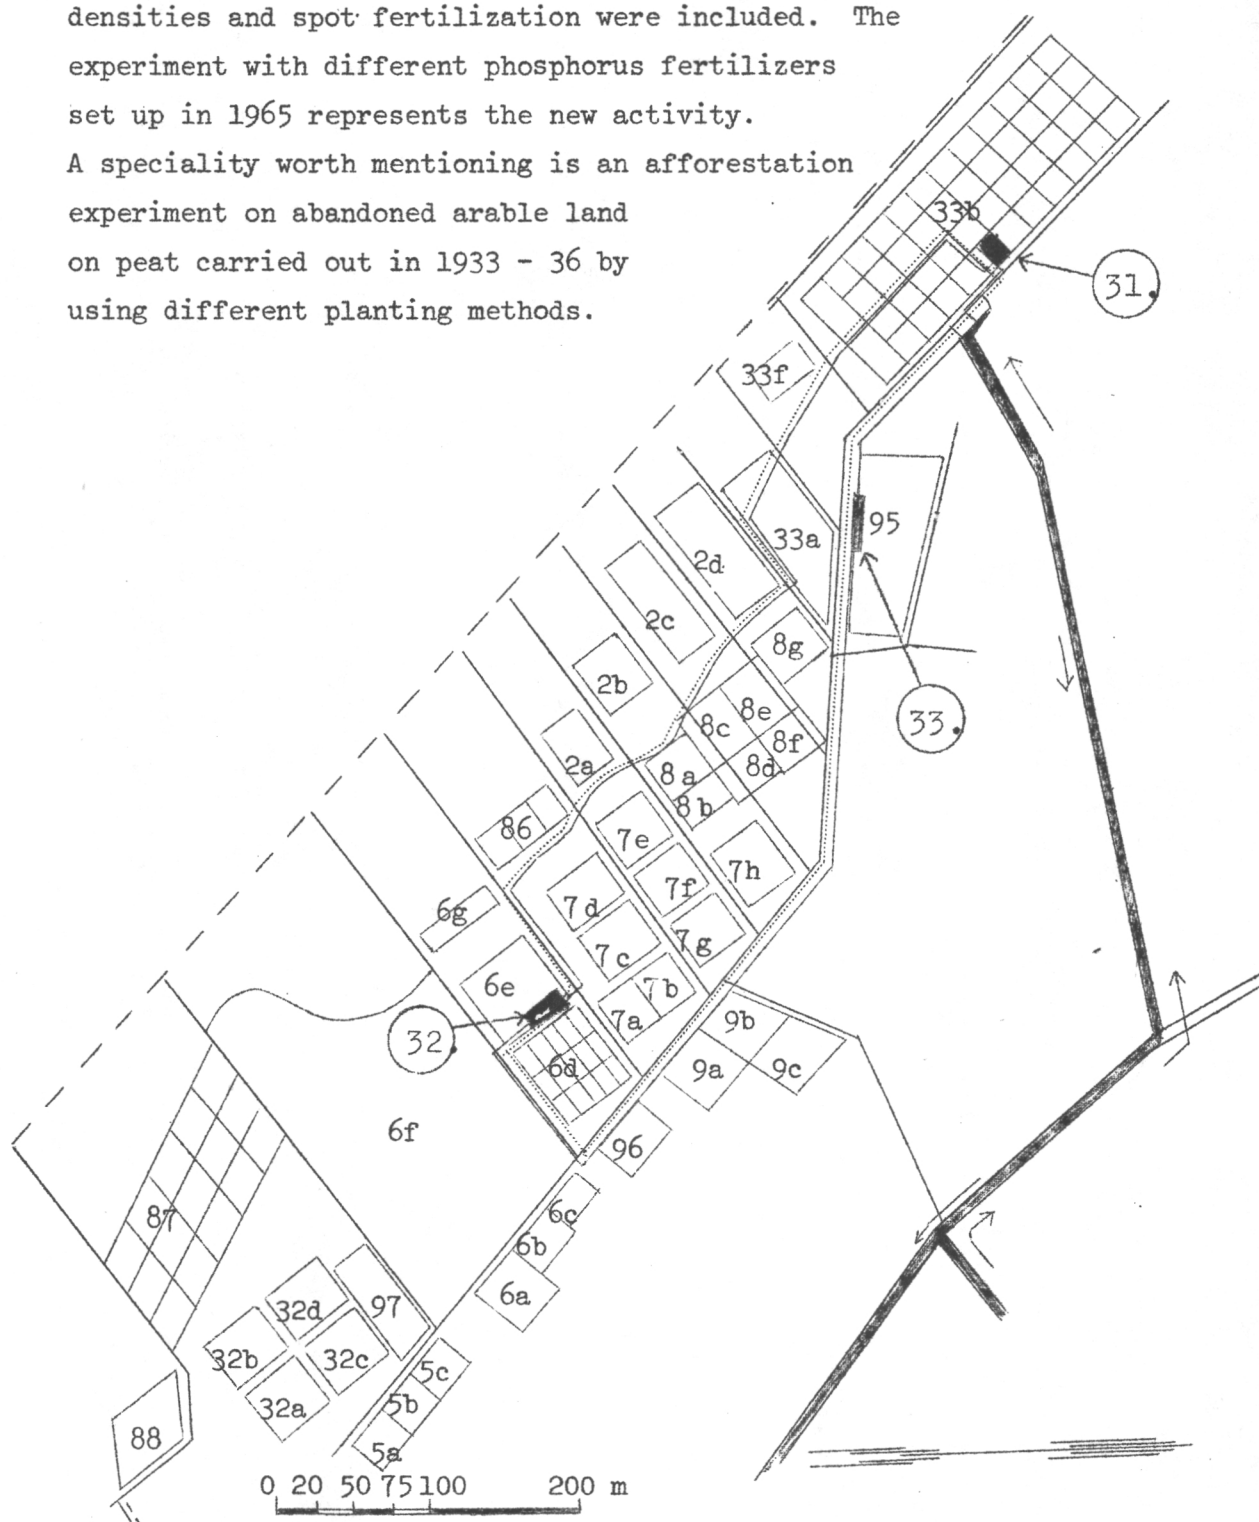 densities and spot fertilization were included. The
experiment with different phosphorus fertilizers
set up in 1965 represents the new activity.
A speciality worth mentioning is an afforestation
experiment on abandoned arable land
on peat carried out in 1933 - 36 by
using different planting methods.
33b
31.
33f
95
33a
2d
2c
8g
2b
33.
8e
8c
8f
2a
8a
8d
8b
86
7e
7h
7f
6g
7d
7g
7c
6e
7b
7a
9b
32.
6d
9a
9c
6f
96
6c
87
6b
6a
32d
97
32b
32c
5c
32a
5b
88
5a
0 20 50 75 100 200 m